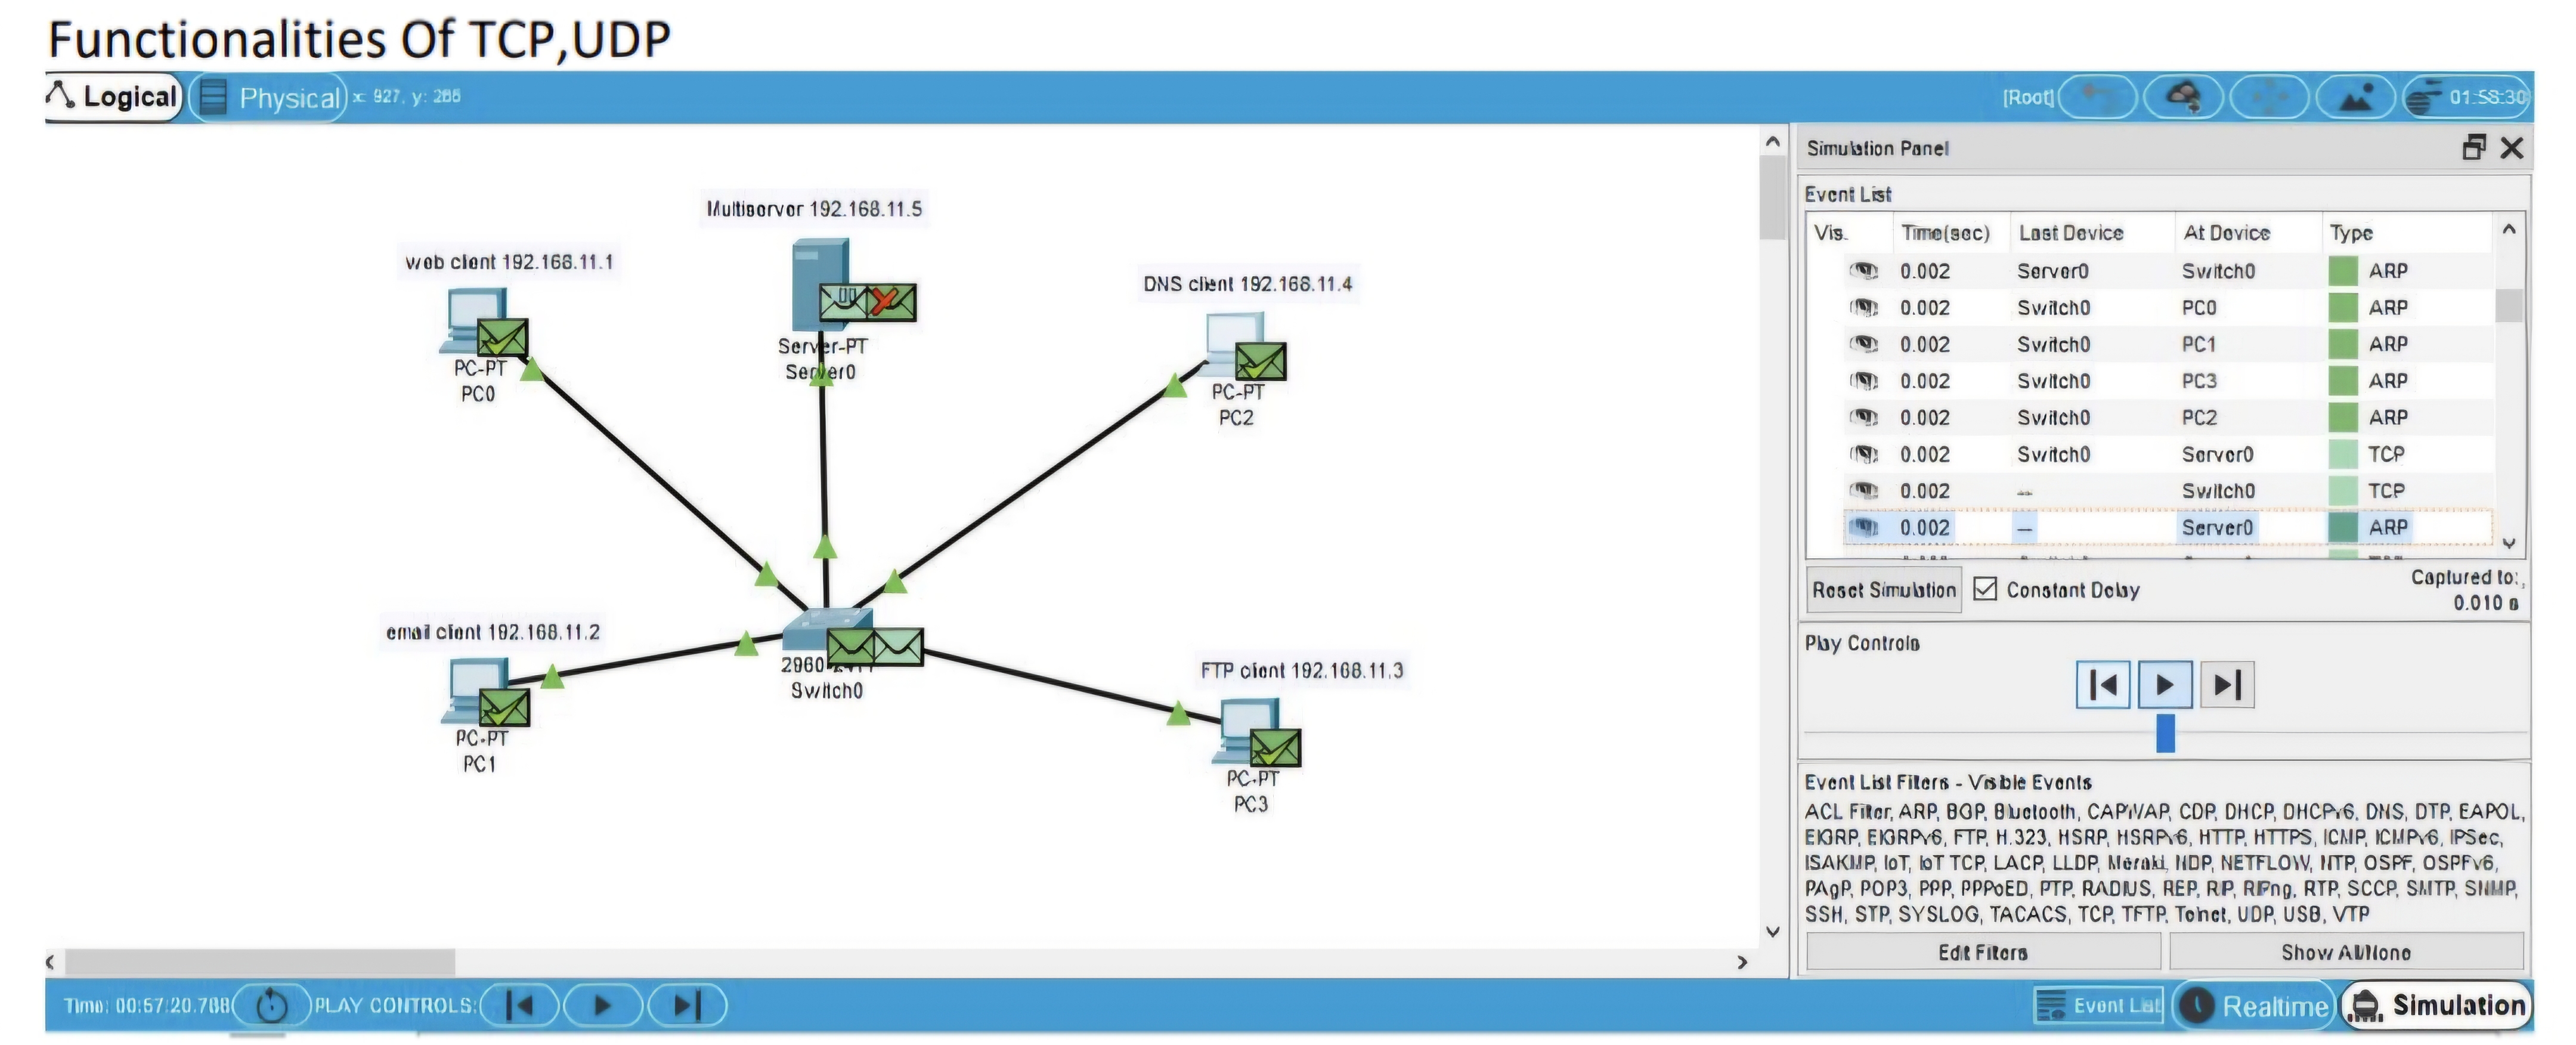 Functionalities Of TCP,UDP
Logical Physical x: 927, y: 266 [Root] 01:58:30
Simulation Panel
Event List
Vis. Time(sec) Last Device At Device Type
0.002 Server0 Switch0 ARP
0.002 Switch0 PC0 ARP
0.002 Switch0 PC1 ARP
0.002 Switch0 PC3 ARP
0.002 Switch0 PC2 ARP
0.002 Switch0 Server0 TCP
0.002 -- Switch0 TCP
0.002 -- Server0 ARP
Reset Simulation Constant Delay Captured to:
0.010 s
Play Controls
Event List Filters - Visible Events
ACL Filter, ARP, BGP, Bluetooth, CAPWAP, CDP, DHCP, DHCPv6, DNS, DTP, EAPOL,
EIGRP, EIGRPv6, FTP, H.323, HSRP, HSRPv6, HTTP, HTTPS, ICMP, ICMPv6, IPSec,
ISAKMP, IoT, IoT TCP, LACP, LLDP, Meraki, NDP, NETFLOW, NTP, OSPF, OSPFv6,
PAgP, POP3, PPP, PPPoED, PTP, RADIUS, REP, RIP, RIPng, RTP, SCCP, SMTP, SNMP,
SSH, STP, SYSLOG, TACACS, TCP, TFTP, Telnet, UDP, USB, VTP
Edit Filters Show All/None
Multiserver 192.168.11.5
Server-PT
Server0
web client 192.168.11.1
PC-PT
PC0
DNS client 192.168.11.4
PC-PT
PC2
email client 192.168.11.2
PC-PT
PC1
2960
Switch0
FTP client 192.168.11.3
PC-PT
PC3
Time: 00:57:20.788 PLAY CONTROLS: Event List Realtime Simulation